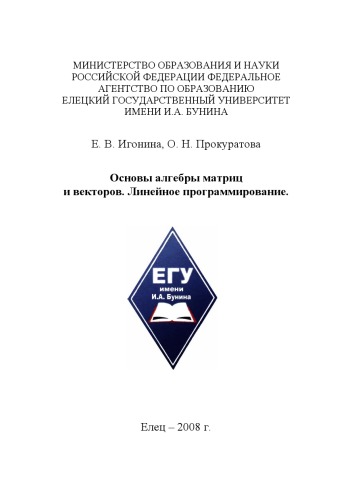 МИНИСТЕРСТВО ОБРАЗОВАНИЯ И НАУКИ
РОССИЙСКОЙ ФЕДЕРАЦИИ ФЕДЕРАЛЬНОЕ
АГЕНТСТВО ПО ОБРАЗОВАНИЮ
ЕЛЕЦКИЙ ГОСУДАРСТВЕННЫЙ УНИВЕРСИТЕТ
ИМЕНИ И.А. БУНИНА
Е. В. Игонина, О. Н. Прокуратова
Основы алгебры матриц
и векторов. Линейное программирование.
ЕГУ
имени
И.А. Бунина
Елец – 2008 г.